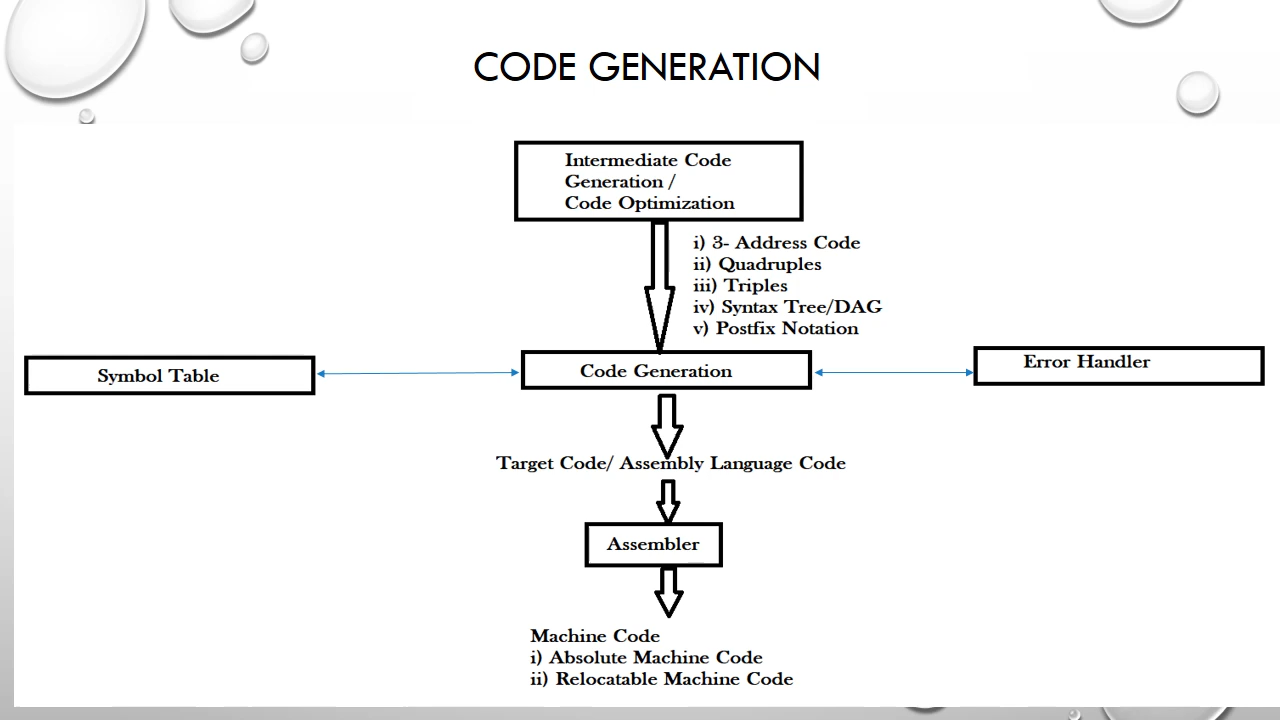 CODE GENERATION
Intermediate Code
Generation /
Code Optimization
i) 3- Address Code
ii) Quadruples
iii) Triples
iv) Syntax Tree/DAG
v) Postfix Notation
Symbol Table
Code Generation
Error Handler
Target Code/ Assembly Language Code
Assembler
Machine Code
i) Absolute Machine Code
ii) Relocatable Machine Code